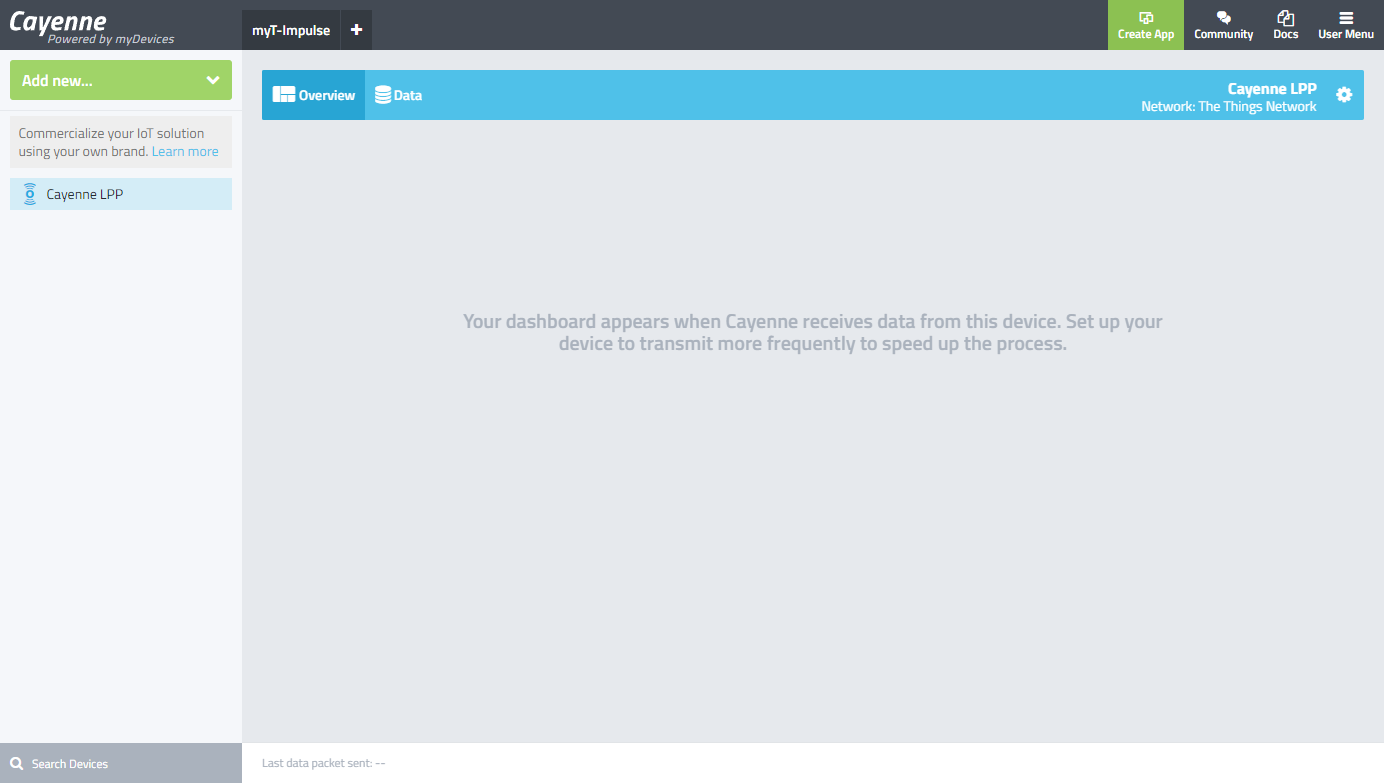 Cayenne
Powered by myDevices
myT-Impulse
Create App
Community
Docs
User Menu
Add new...
Commercialize your IoT solution
using your own brand. Learn more
Cayenne LPP
Overview
Data
Cayenne LPP
Network: The Things Network
Your dashboard appears when Cayenne receives data from this device. Set up your
device to transmit more frequently to speed up the process.
Search Devices
Last data packet sent: --